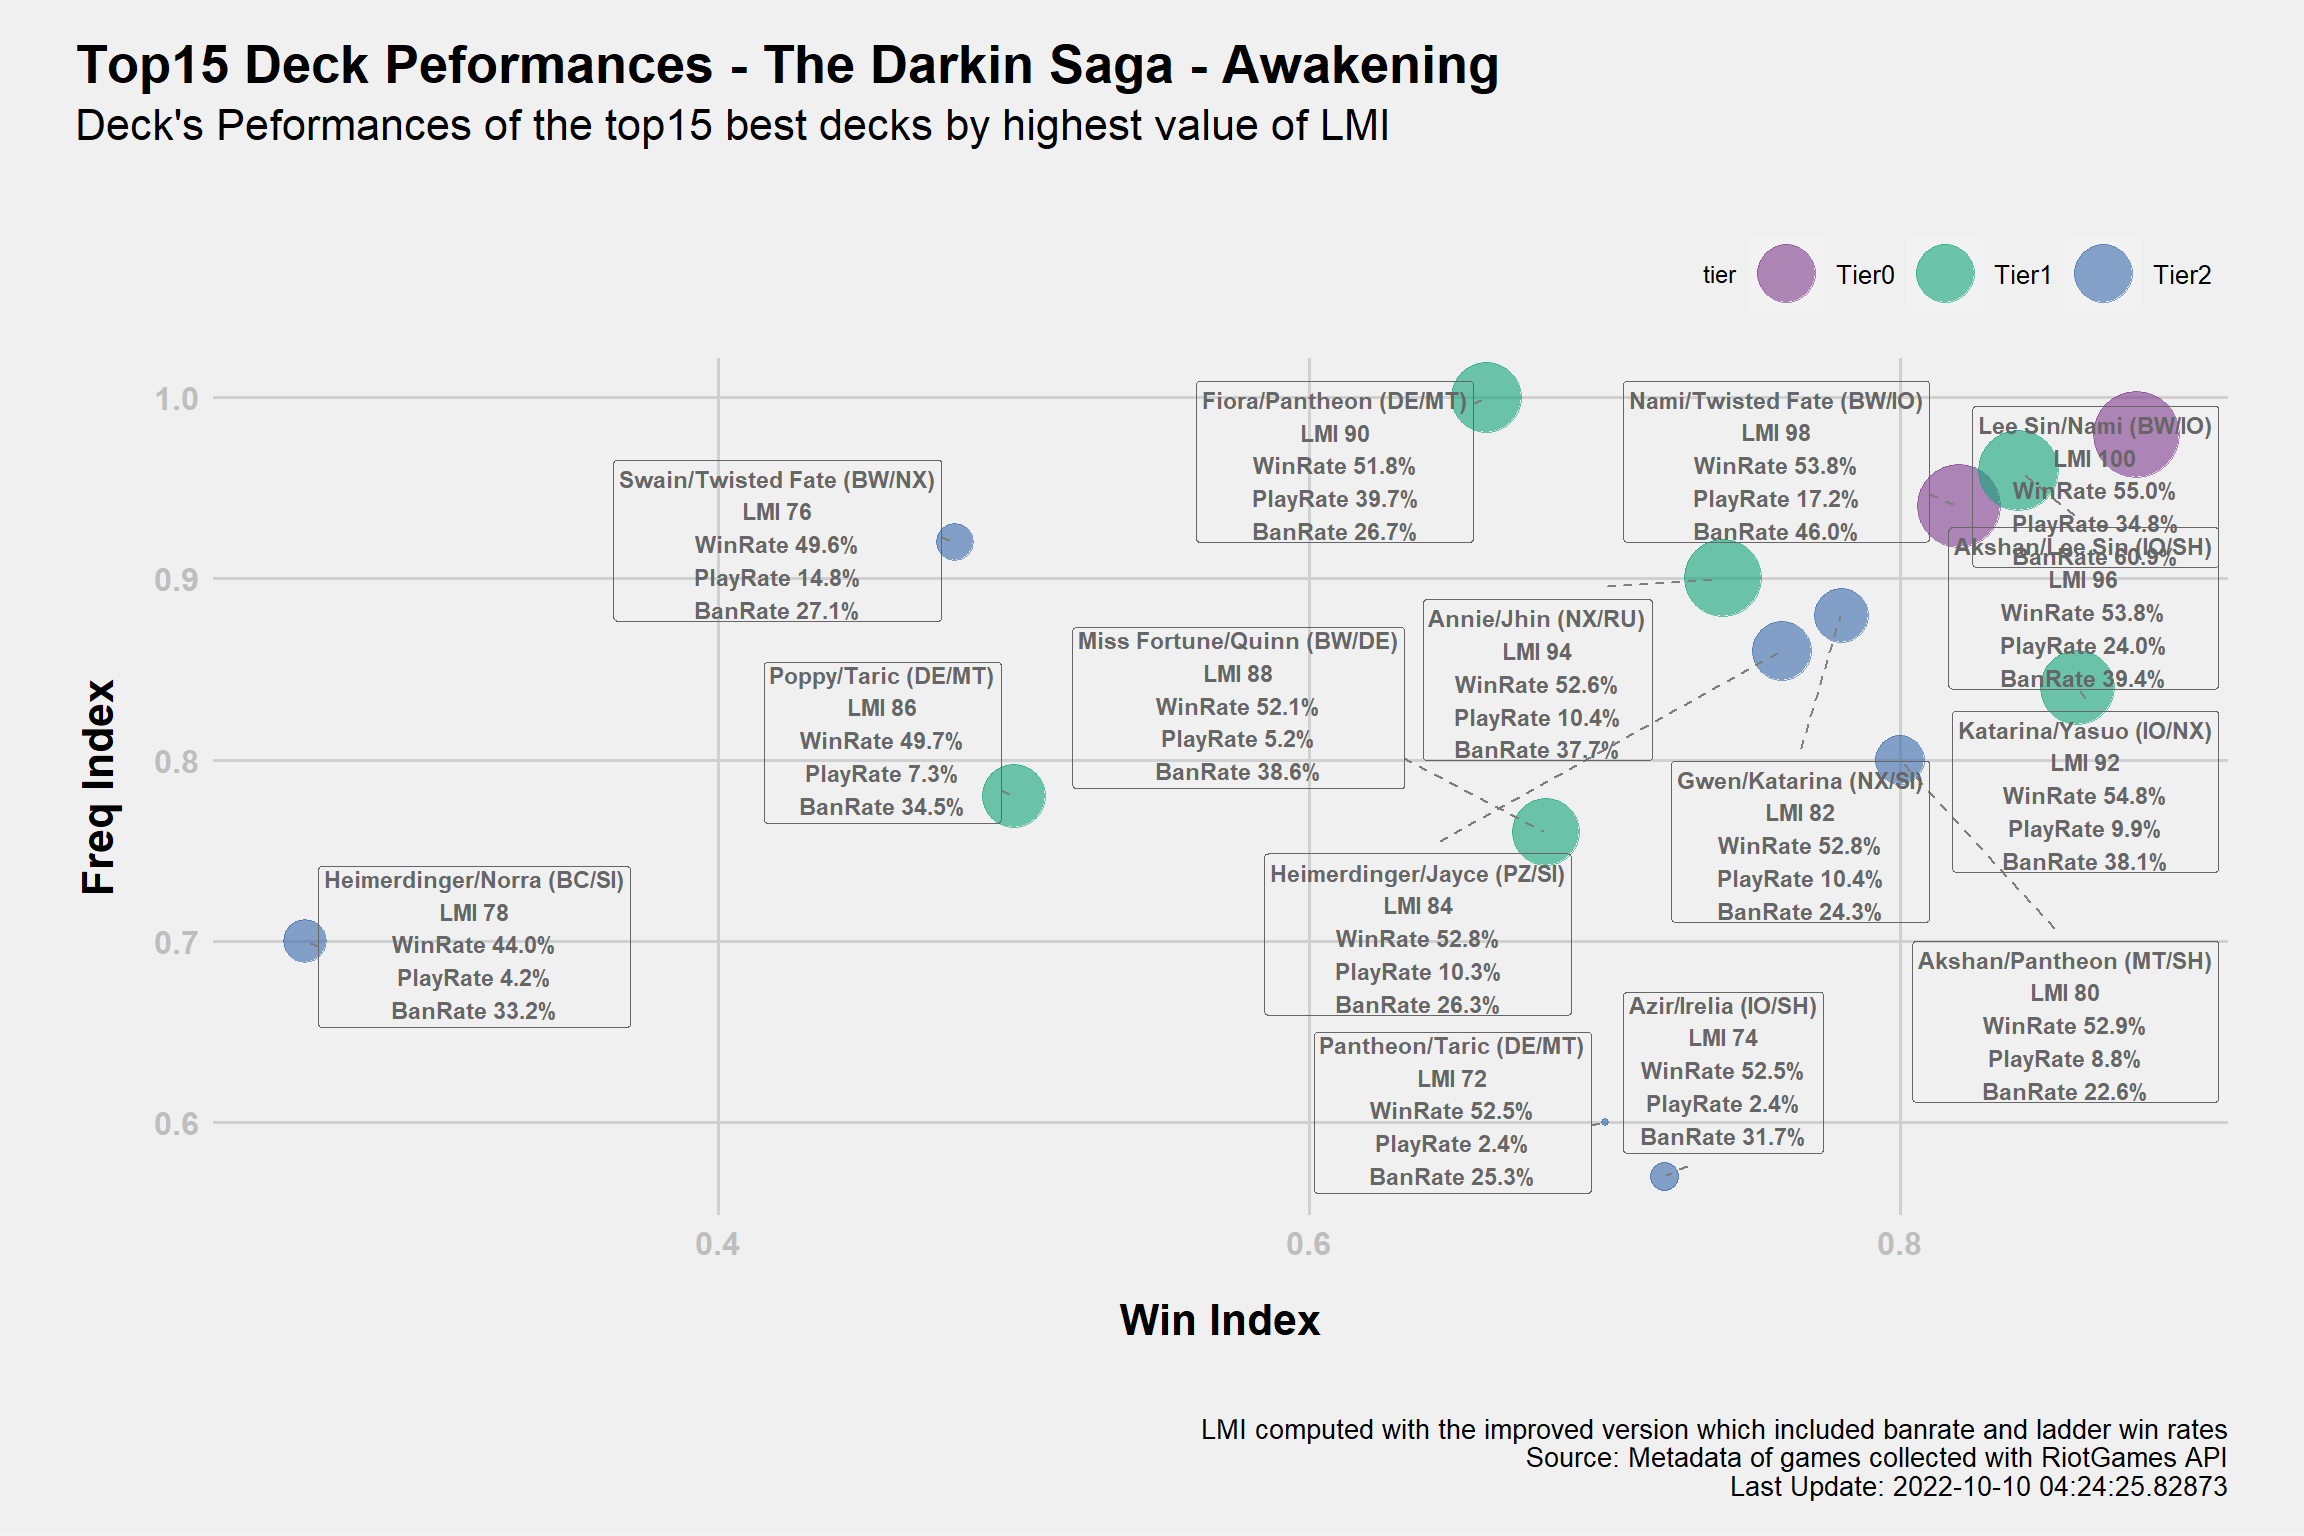 Top15 Deck Peformances - The Darkin Saga - Awakening
Deck's Peformances of the top15 best decks by highest value of LMI
tier
Tier0
Tier1
Tier2
1.0
0.9
0.8
0.7
0.6
Freq Index
Fiora/Pantheon (DE/MT)
LMI 90
WinRate 51.8%
PlayRate 39.7%
BanRate 26.7%
Nami/Twisted Fate (BW/IO)
LMI 98
WinRate 53.8%
PlayRate 17.2%
BanRate 46.0%
Lee Sin/Nami (BW/IO)
LMI 100
WinRate 55.0%
PlayRate 34.8%
BanRate 60.9%
Swain/Twisted Fate (BW/NX)
LMI 76
WinRate 49.6%
PlayRate 14.8%
BanRate 27.1%
Akshan/Lee Sin (IO/SH)
LMI 96
WinRate 53.8%
PlayRate 24.0%
BanRate 39.4%
Annie/Jhin (NX/RU)
LMI 94
WinRate 52.6%
PlayRate 10.4%
BanRate 37.7%
Miss Fortune/Quinn (BW/DE)
LMI 88
WinRate 52.1%
PlayRate 5.2%
BanRate 38.6%
Poppy/Taric (DE/MT)
LMI 86
WinRate 49.7%
PlayRate 7.3%
BanRate 34.5%
Katarina/Yasuo (IO/NX)
LMI 92
WinRate 54.8%
PlayRate 9.9%
BanRate 38.1%
Gwen/Katarina (NX/SI)
LMI 82
WinRate 52.8%
PlayRate 10.4%
BanRate 24.3%
Heimerdinger/Norra (BC/SI)
LMI 78
WinRate 44.0%
PlayRate 4.2%
BanRate 33.2%
Heimerdinger/Jayce (PZ/SI)
LMI 84
WinRate 52.8%
PlayRate 10.3%
BanRate 26.3%
Akshan/Pantheon (MT/SH)
LMI 80
WinRate 52.9%
PlayRate 8.8%
BanRate 22.6%
Azir/Irelia (IO/SH)
LMI 74
WinRate 52.5%
PlayRate 2.4%
BanRate 31.7%
Pantheon/Taric (DE/MT)
LMI 72
WinRate 52.5%
PlayRate 2.4%
BanRate 25.3%
0.4
0.6
0.8
Win Index
LMI computed with the improved version which included banrate and ladder win rates
Source: Metadata of games collected with RiotGames API
Last Update: 2022-10-10 04:24:25.82873